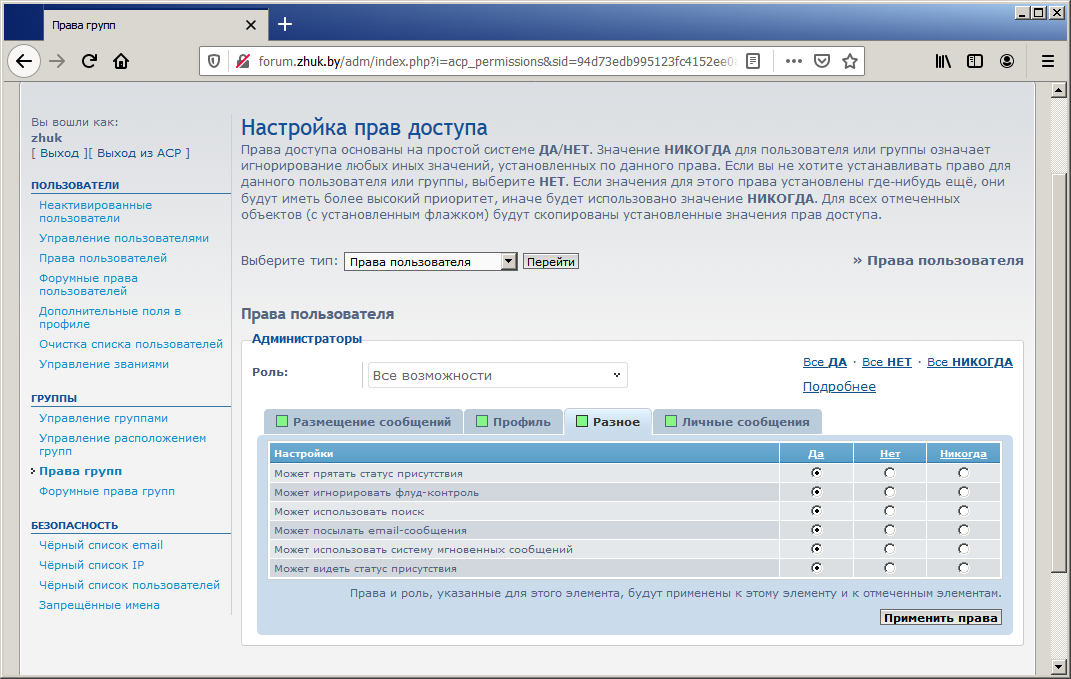 Права групп
forum.zhuk.by/adm/index.php?i=acp_permissions&sid=94d73edb995123fc4152ee0
Вы вошли как:
zhuk
[ Выход ][ Выход из ACP ]
ПОЛЬЗОВАТЕЛИ
Неактивированные
пользователи
Управление пользователями
Права пользователей
Форумные права
пользователей
Дополнительные поля в
профиле
Очистка списка пользователей
Управление званиями
ГРУППЫ
Управление группами
Управление расположением
групп
Права групп
Форумные права групп
БЕЗОПАСНОСТЬ
Чёрный список email
Чёрный список IP
Чёрный список пользователей
Запрещённые имена
Настройка прав доступа
Права доступа основаны на простой системе ДА/НЕТ. Значение НИКОГДА для пользователя или группы означает
игнорирование любых иных значений, установленных по данного права. Если вы не хотите устанавливать право для
данного пользователя или группы, выберите НЕТ. Если значения для этого права установлены где-нибудь ещё, они
будут иметь более высокий приоритет, иначе будет использовано значение НИКОГДА. Для всех отмеченных
объектов (с установленным флажком) будут скопированы установленные значения прав доступа.
Выберите тип: Права пользователя Перейти » Права пользователя
Права пользователя
Администраторы
Роль: Все возможности
Все ДА · Все НЕТ · Все НИКОГДА
Подробнее
Размещение сообщений Профиль Разное Личные сообщения
Настройки Да Нет Никогда
Может прятать статус присутствия
Может игнорировать флуд-контроль
Может использовать поиск
Может посылать email-сообщения
Может использовать систему мгновенных сообщений
Может видеть статус присутствия
Права и роль, указанные для этого элемента, будут применены к этому элементу и к отмеченным элементам.
Применить права